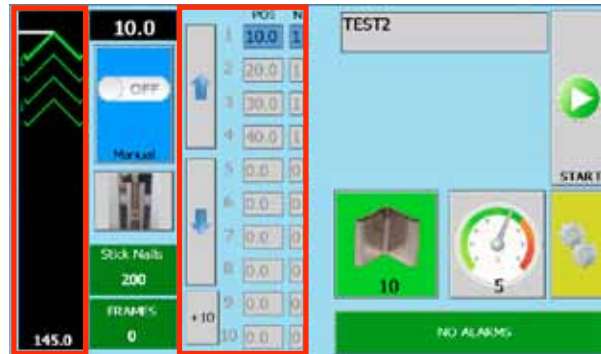 145.0
10.0
OFF
Manual
Stick Nails
200
FRAMES
0
+10
POS N
1 10.0 1
2 20.0 1
3 30.0 1
4 40.0 1
5 0.0 0
6 0.0 0
7 0.0 0
8 0.0 0
9 0.0 0
10 0.0 0
TEST2
START
10
5
NO ALARMS